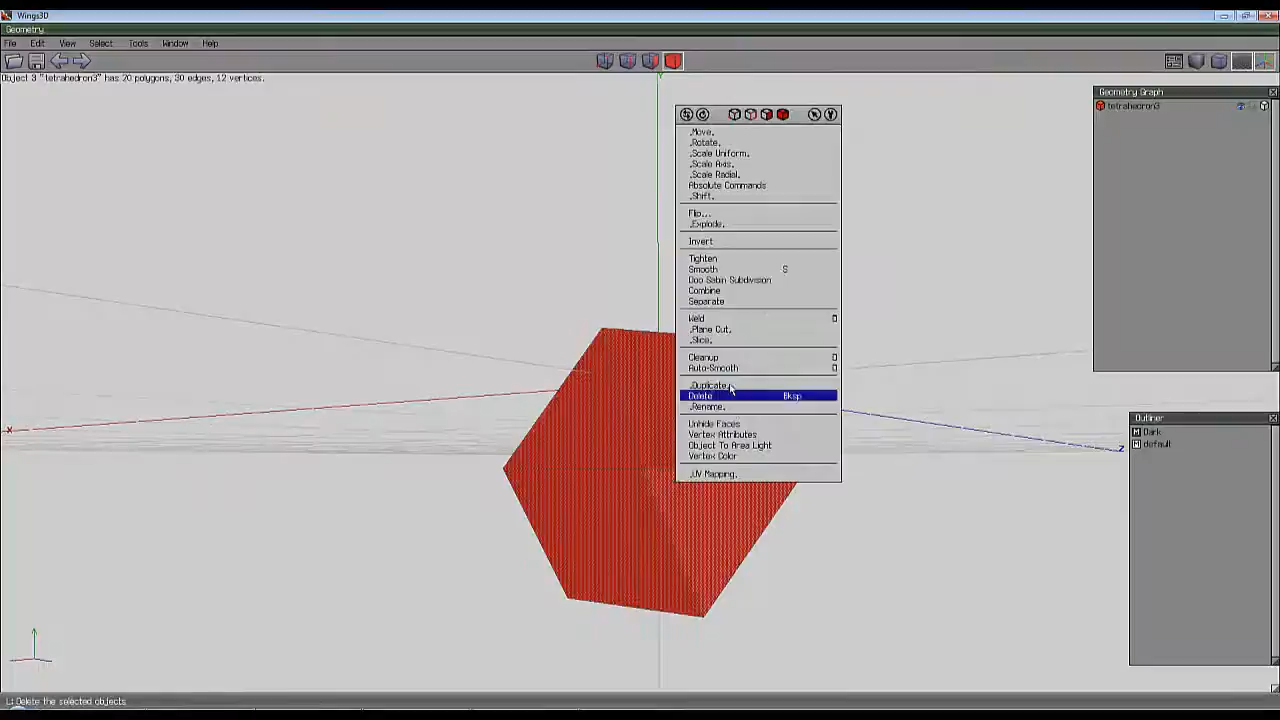 Wings3D
Geometry
File Edit View Select Tools Window Help
Object 3 "tetrahedron3" has 20 polygons, 30 edges, 12 vertices.
Y
Geometry Graph
tetrahedron3
.Move.
.Rotate.
.Scale Uniform.
.Scale Axis.
.Scale Radial.
Absolute Commands
.Shift.
Flip...
.Explode.
Invert
Tighten
Smooth S
Doo Sabin Subdivision
Combine
Separate
Weld
.Plane Cut.
.Slice.
Cleanup
Auto-Smooth
.Duplicate.
Delete Bksp
.Rename.
Unhide Faces
Vertex Attributes
Object To Area Light
Vertex Color
.UV Mapping.
X
Z
Outliner
M Dark
M default
L:Delete the selected objects